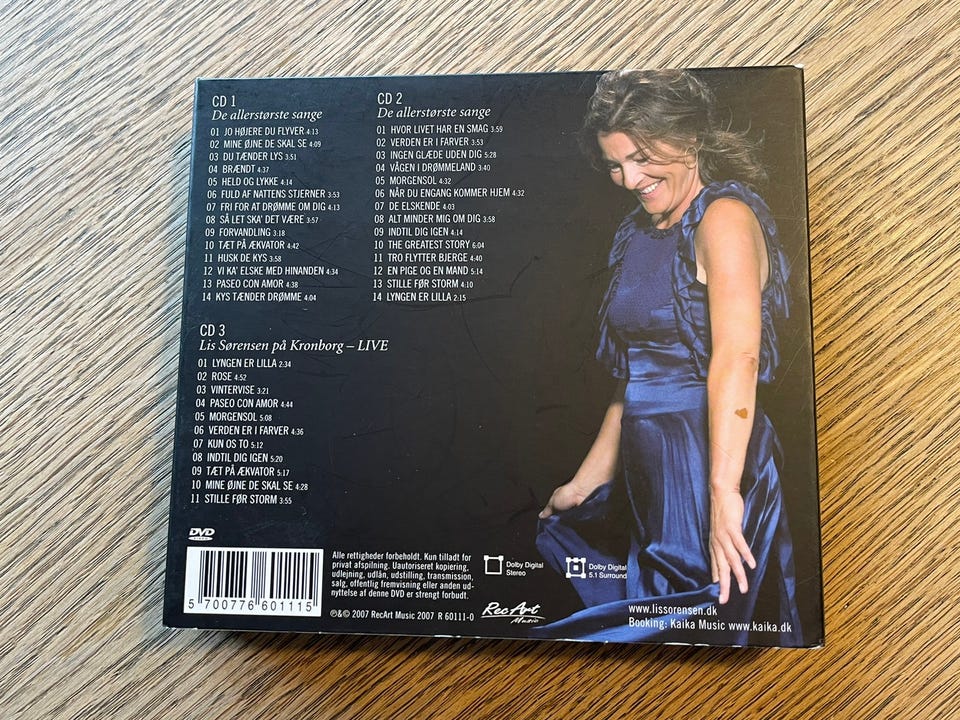 CD 1
De allerstørste sange
01 JO HØJERE DU FLYVER 4:13
02 MINE ØJNE DE SKAL SE 4:09
03 DU TÆNDER LYS 3:51
04 BRÆNDT 4:37
05 HELD OG LYKKE 4:14
06 FULD AF NATTENS STJERNER 3:53
07 FRI FOR AT DRØMME OM DIG 4:13
08 SÅ LET SKA' DET VÆRE 3:57
09 FORVANDLING 3:18
10 TÆT PÅ ÆKVATOR 4:42
11 HUSK DE KYS 3:58
12 VI KA' ELSKE MED HINANDEN 4:34
13 PASEO CON AMOR 4:38
14 KYS TÆNDER DRØMME 4:04
CD 2
De allerstørste sange
01 HVOR LIVET HAR EN SMAG 3:59
02 VERDEN ER I FARVER 3:53
03 INGEN GLÆDE UDEN DIG 5:28
04 VÅGEN I DRØMMELAND 3:40
05 MORGENSOL 4:32
06 NÅR DU ENGANG KOMMER HJEM 4:32
07 DE ELSKENDE 4:03
08 ALT MINDER MIG OM DIG 3:58
09 INDTIL DIG IGEN 4:14
10 THE GREATEST STORY 6:04
11 TRO FLYTTER BJERGE 4:40
12 EN PIGE OG EN MAND 5:14
13 STILLE FØR STORM 4:10
14 LYNGEN ER LILLA 2:15
CD 3
Lis Sørensen på Kronborg – LIVE
01 LYNGEN ER LILLA 2:34
02 ROSE 4:52
03 VINTERVISE 3:21
04 PASEO CON AMOR 4:44
05 MORGENSOL 5:08
06 VERDEN ER I FARVER 4:36
07 KUN OS TO 5:12
08 INDTIL DIG IGEN 5:20
09 TÆT PÅ ÆKVATOR 5:17
10 MINE ØJNE DE SKAL SE 4:28
11 STILLE FØR STORM 3:55
DVD
VIDEO
5 700776 601115
Alle rettigheder forbeholdt. Kun tilladt for
privat afspilning. Uautoriseret kopiering,
udlejning, udlån, udstilling, transmission,
salg, offentlig fremvisning eller anden ud-
nyttelse af denne DVD er strengt forbudt.
℗&© 2007 RecArt Music 2007 R 60111-0
Dolby Digital
Stereo
Dolby Digital
5.1 Surround
RecArt
Music
www.lissorensen.dk
Booking: Kaika Music www.kaika.dk